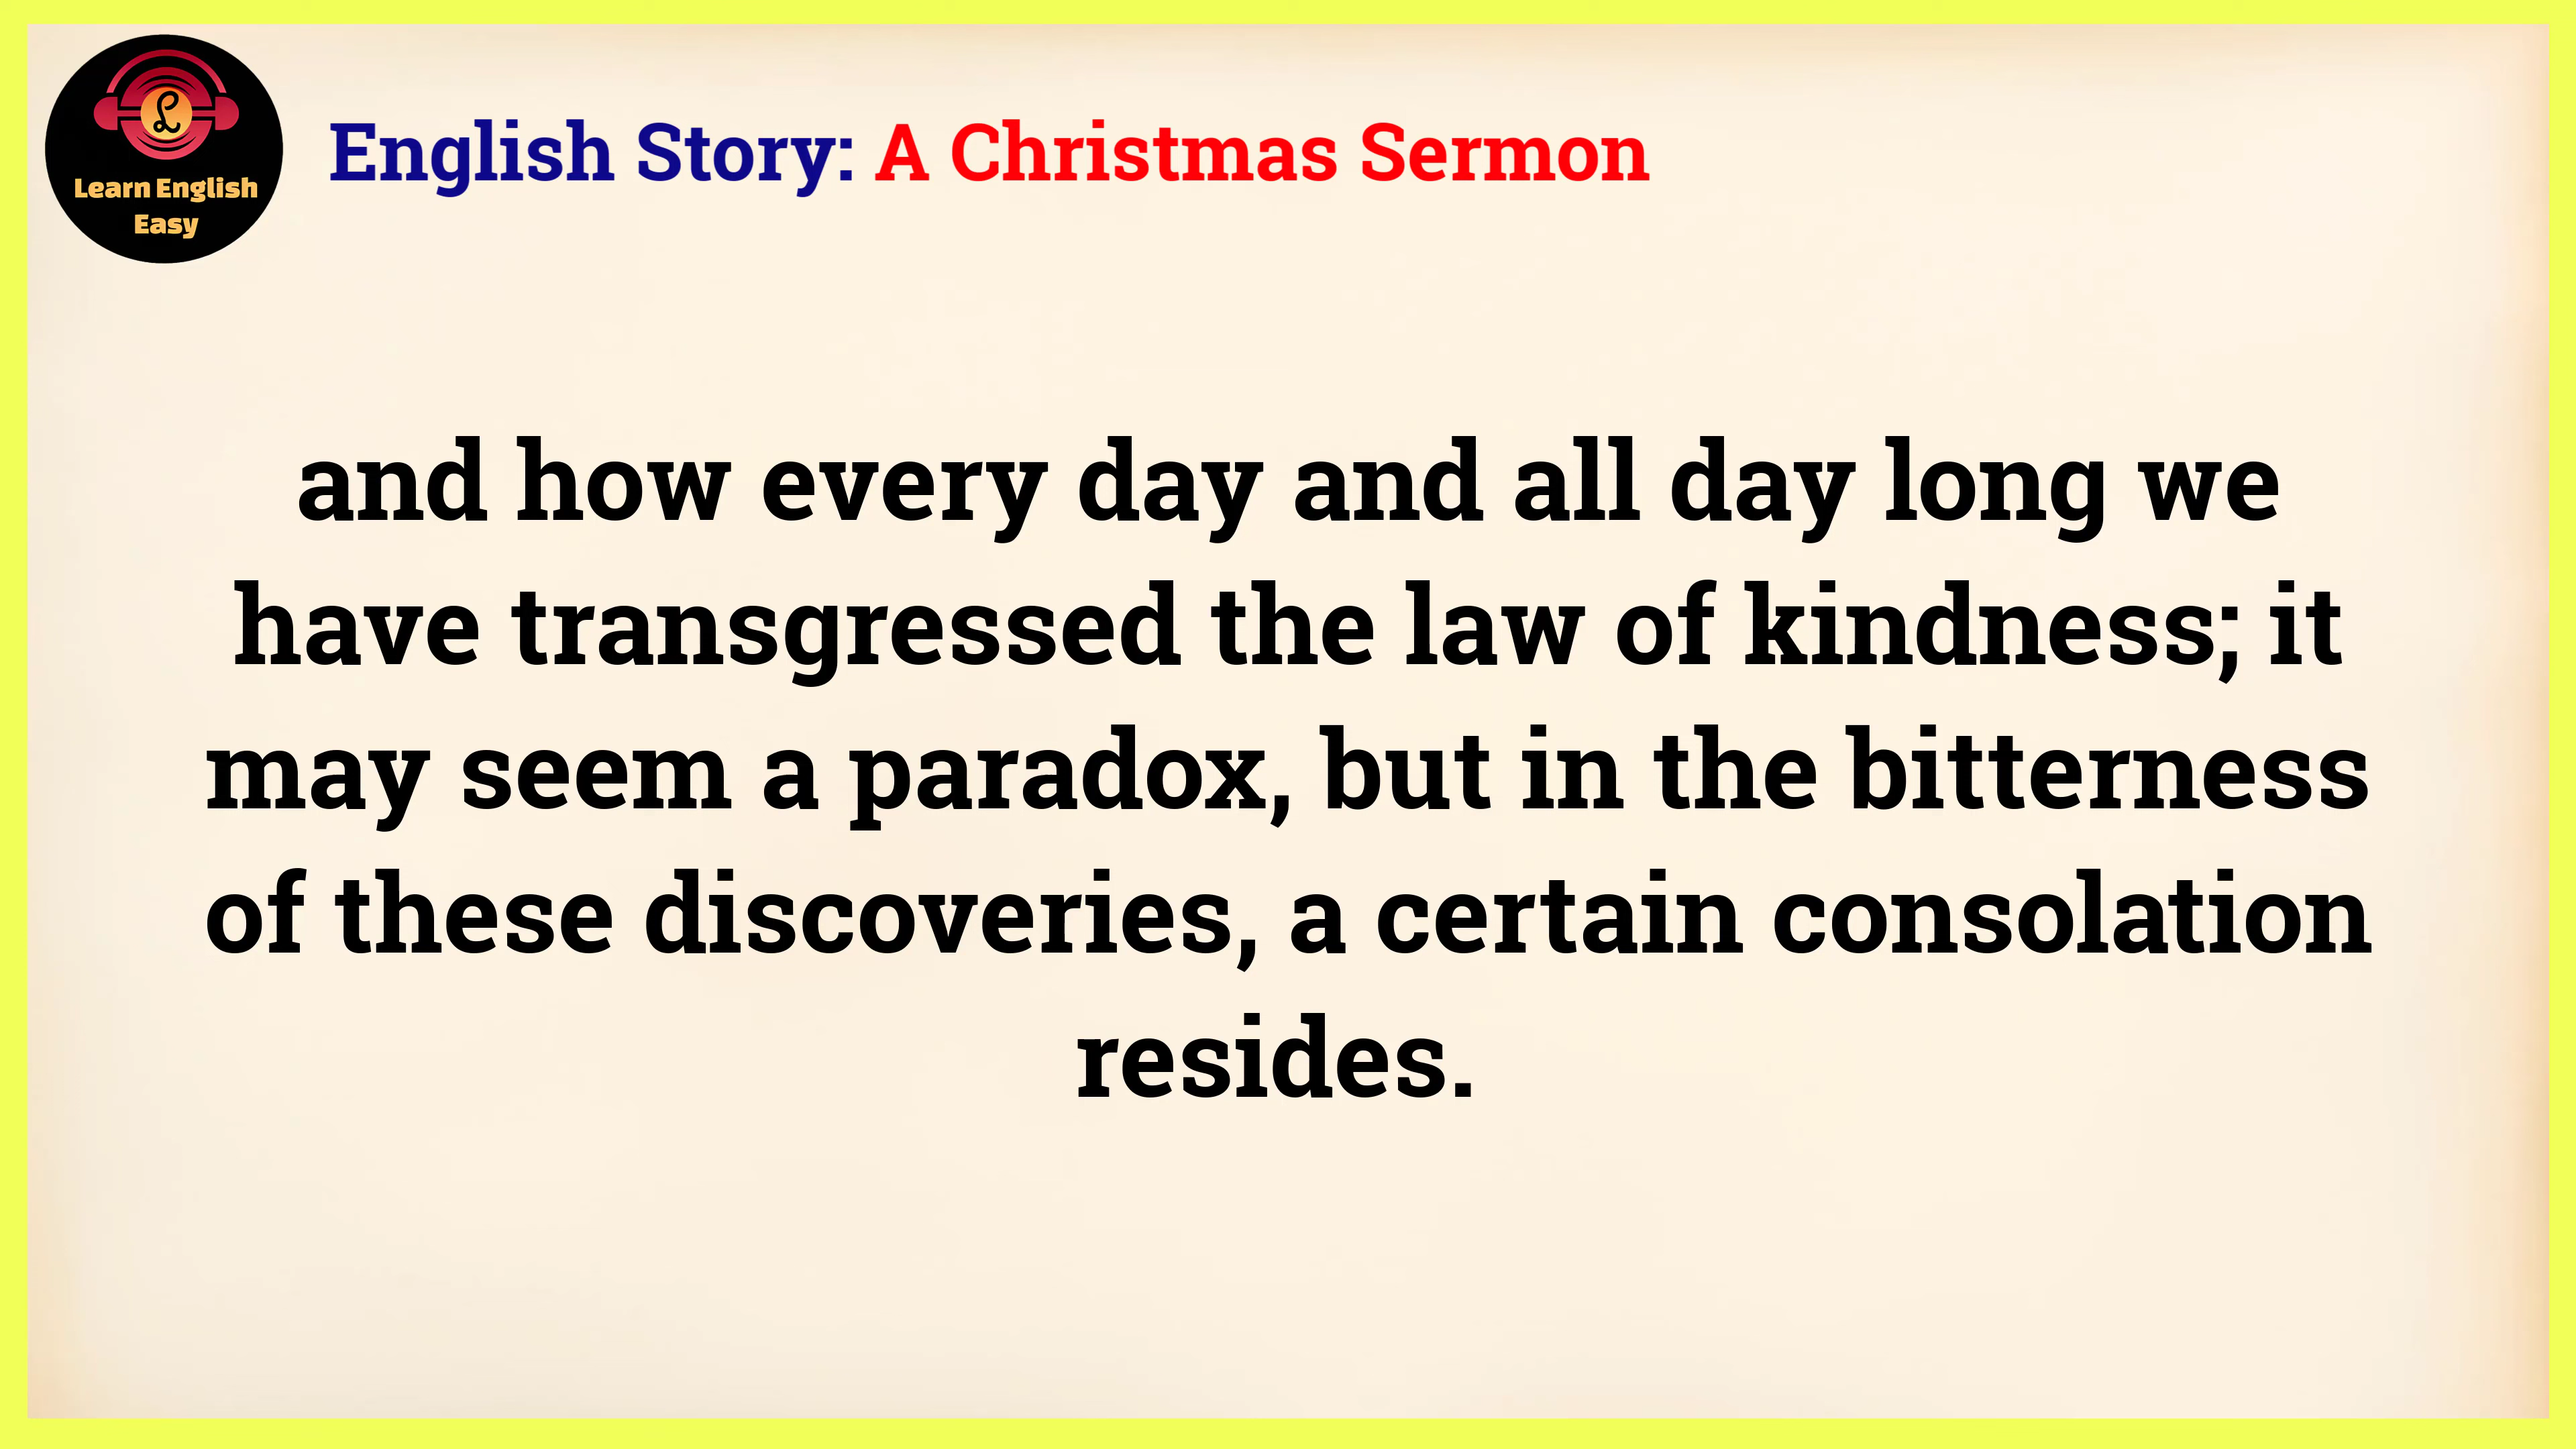 L
Learn English
Easy
English Story: A Christmas Sermon
and how every day and all day long we
have transgressed the law of kindness; it
may seem a paradox, but in the bitterness
of these discoveries, a certain consolation
resides.